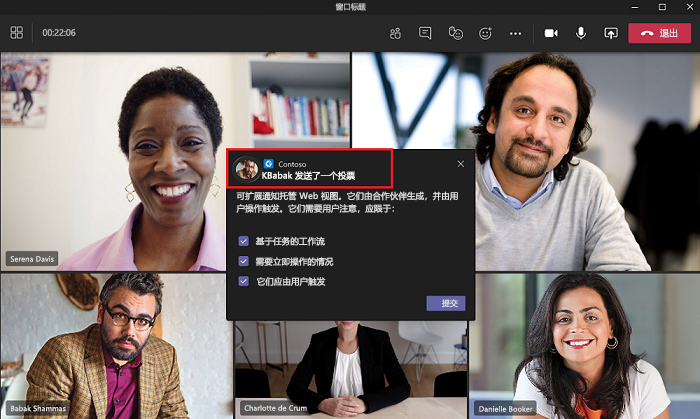 窗口标题
00:22:06
退出
Contoso
KBabak 发送了一个投票
可扩展通知托管 Web 视图。它们由合作伙伴生成，并由用
户操作触发。它们需要用户注意，应限于：
基于任务的工作流
需要立即操作的情况
它们应由用户触发
提交
Serena Davis
Babak Shammas
Charlotte de Crum
Danielle Booker